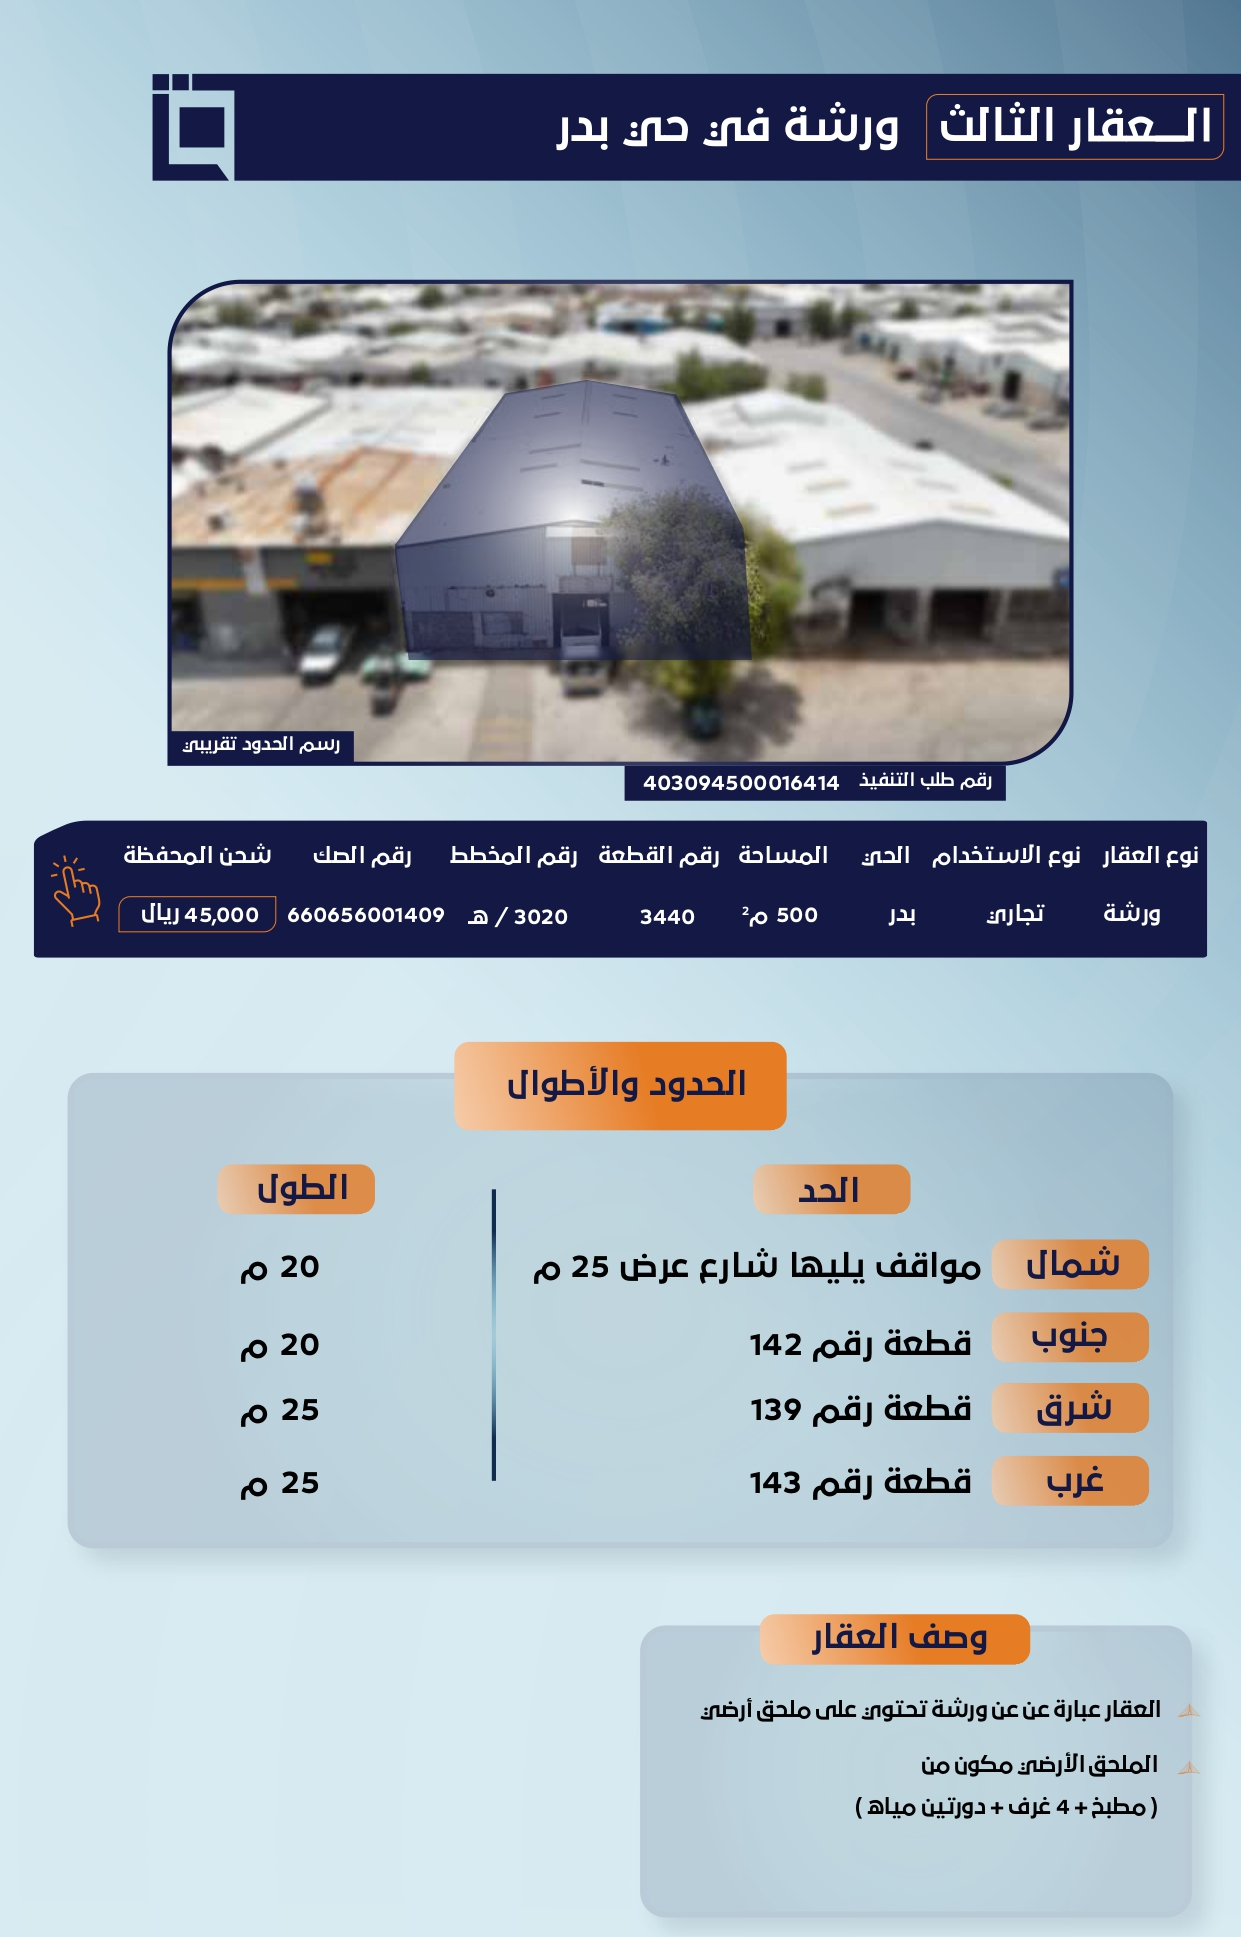 العقار الثالث ورشة في حي بدر
رسم الحدود تقريبي
رقم طلب التنفيذ 403094500016414
نوع العقار نوع الاستخدام الحي المساحة رقم القطعة رقم المخطط رقم الصك شحن المحفظة
ورشة تجاري بدر 500 م² 3440 3020 / هـ 660656001409 45,000 ريال
الحدود والأطوال
الحد الطول
شمال مواقف يليها شارع عرض 25 م 20 م
جنوب قطعة رقم 142 20 م
شرق قطعة رقم 139 25 م
غرب قطعة رقم 143 25 م
وصف العقار
العقار عبارة عن عن ورشة تحتوي على ملحق أرضي
الملحق الأرضي مكون من
( مطبخ + 4 غرف + دورتين مياه )